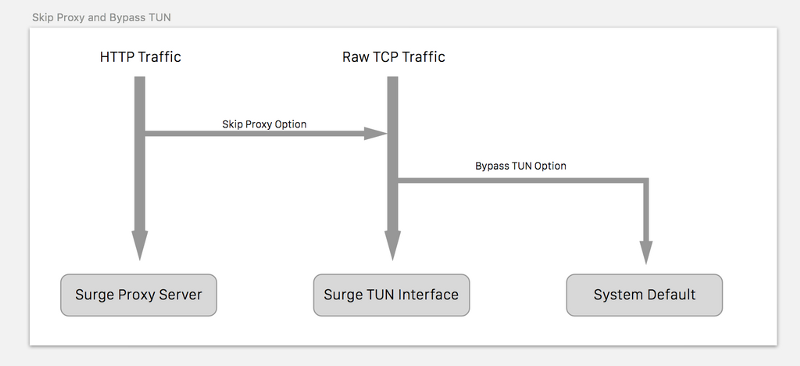 Skip Proxy and Bypass TUN
HTTP Traffic
Raw TCP Traffic
Skip Proxy Option
Bypass TUN Option
Surge Proxy Server
Surge TUN Interface
System Default